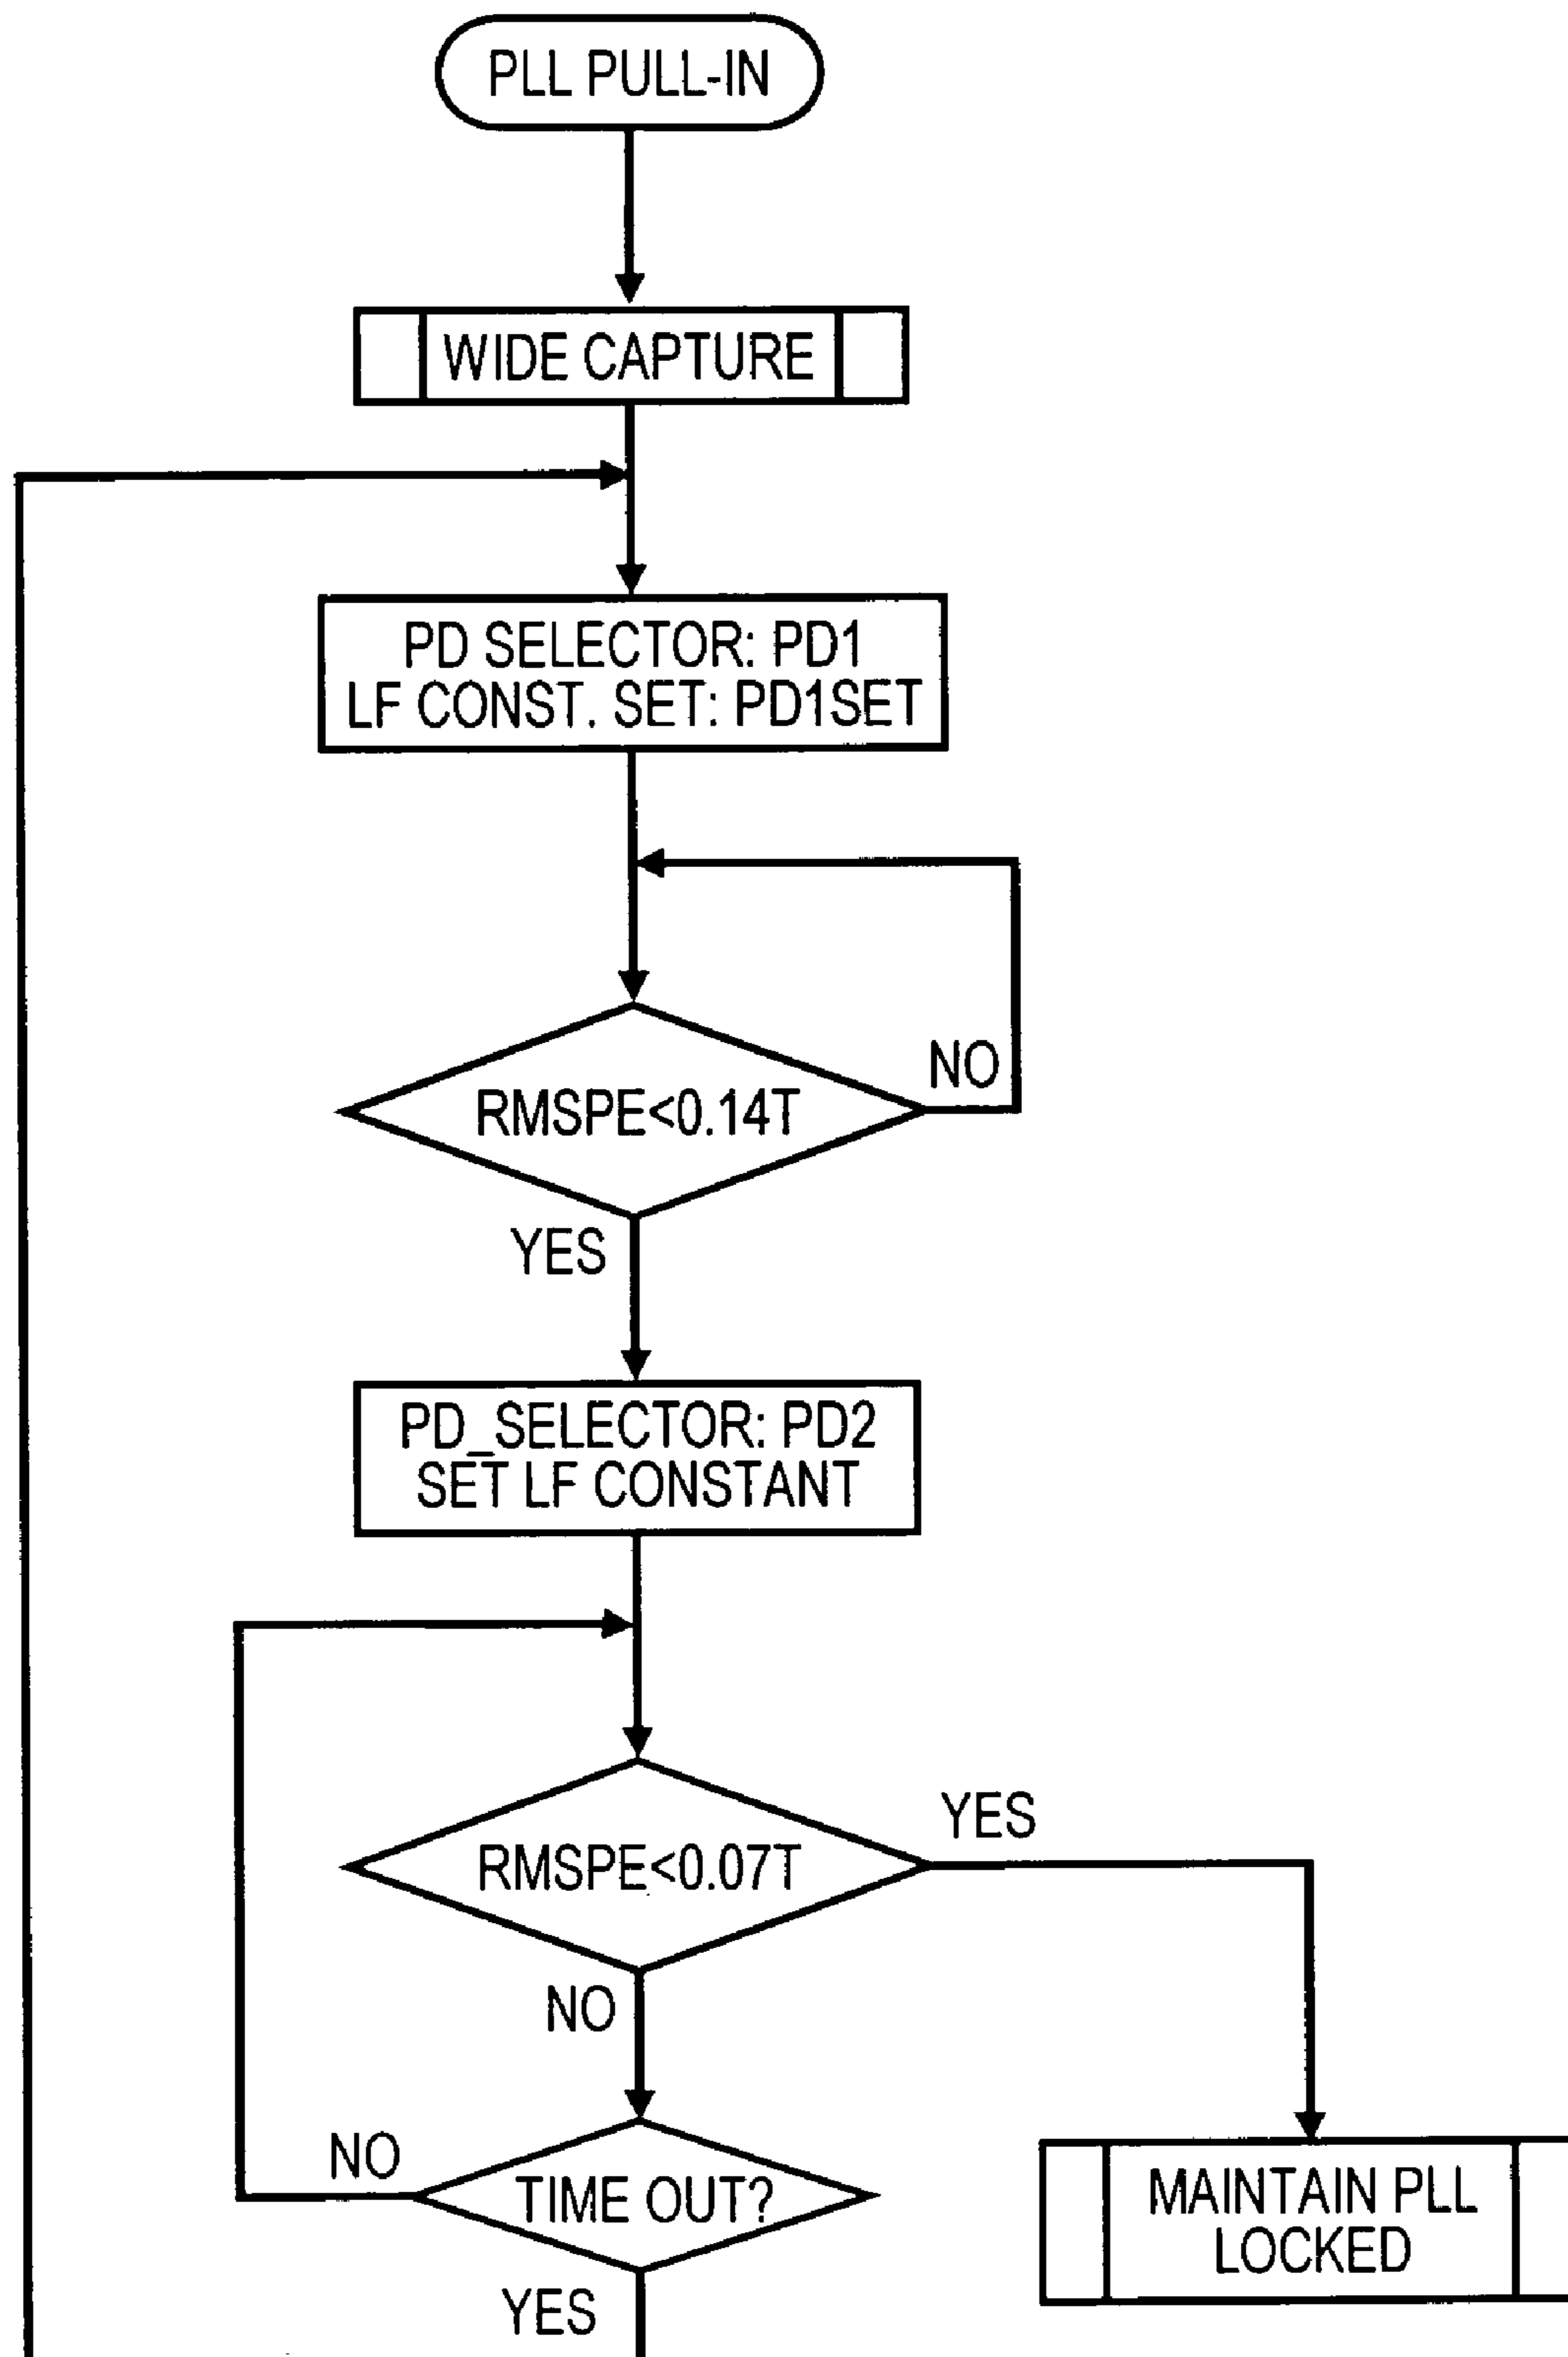 PLL PULL-IN
WIDE CAPTURE
PD SELECTOR: PD1
LF CONST. SET: PD1SET
NO
RMSPE<0.14T
YES
PD_SELECTOR: PD2
SET LF CONSTANT
YES
RMSPE<0.07T
NO
NO
TIME OUT?
MAINTAIN PLL
LOCKED
YES